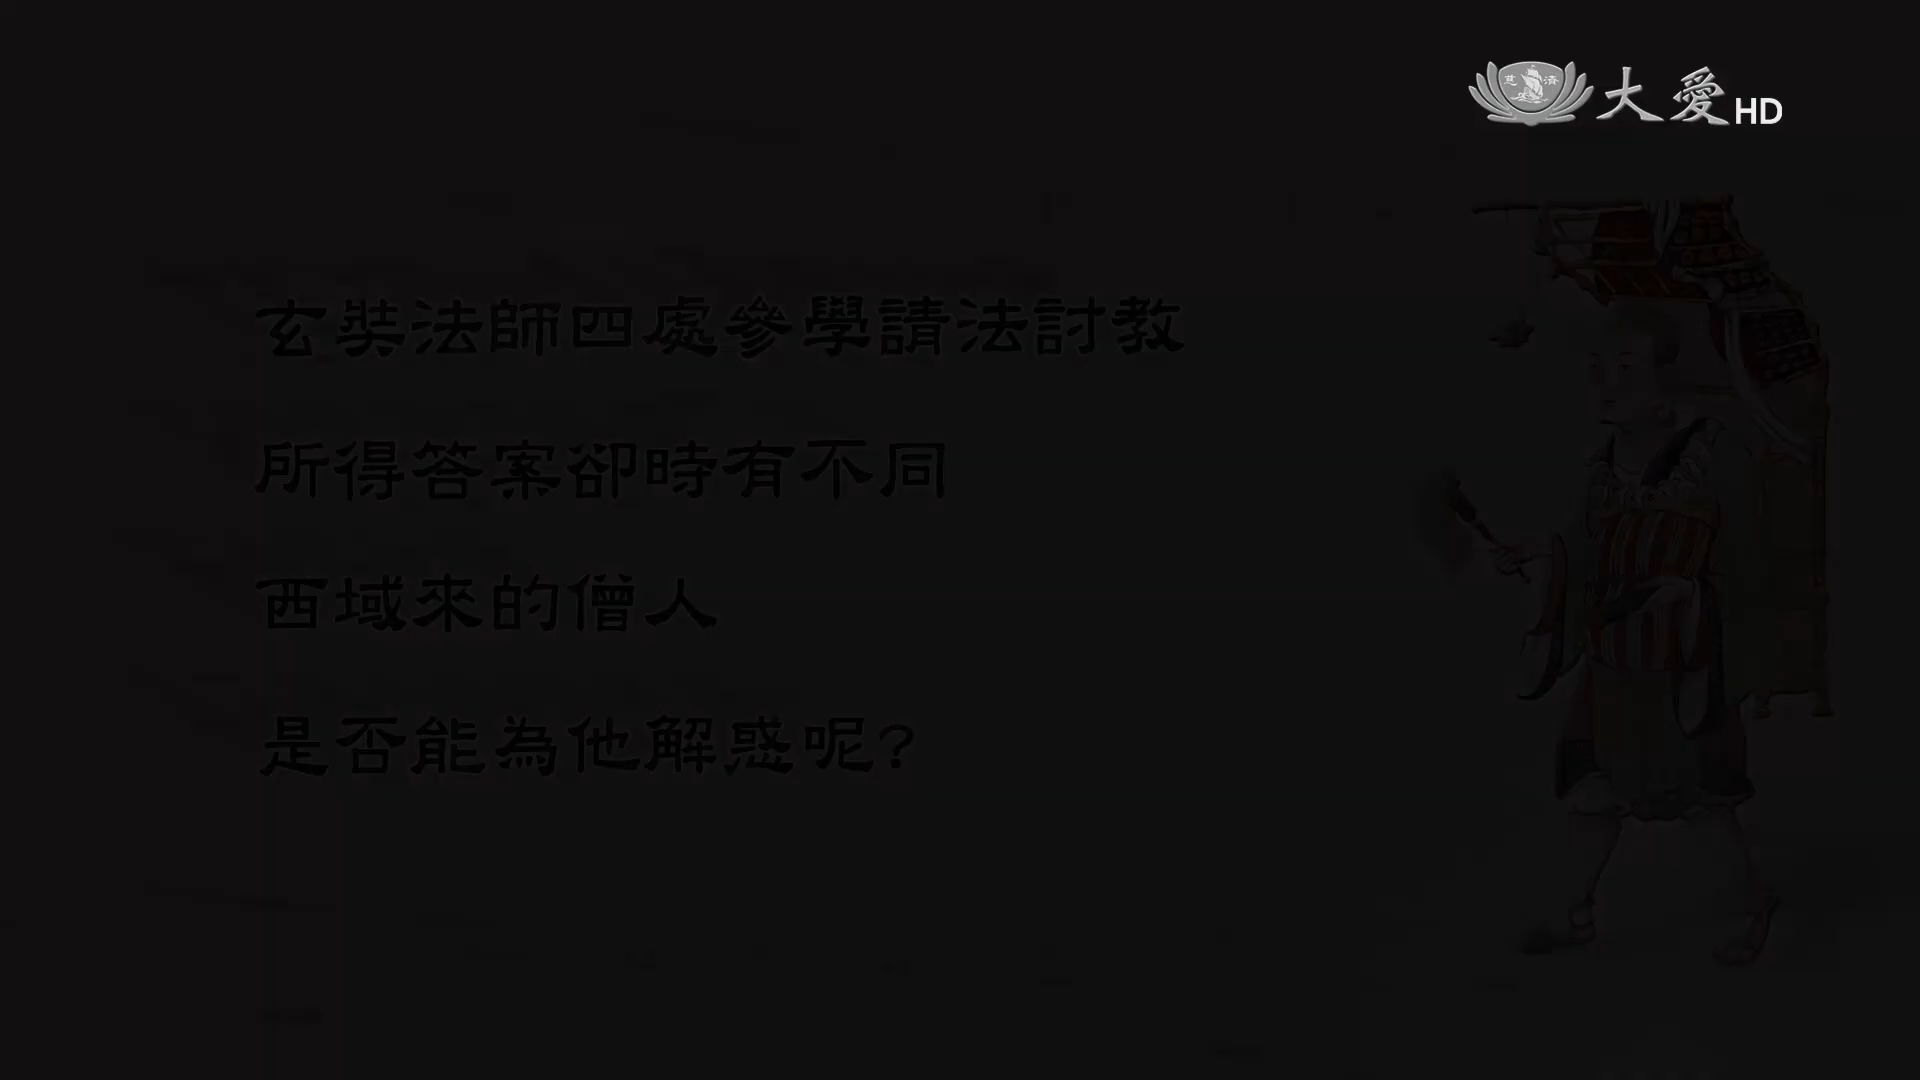 慈濟 大愛HD
玄奘法師四處參學請法討教
所得答案卻時有不同
西域來的僧人
是否能為他解惑呢?